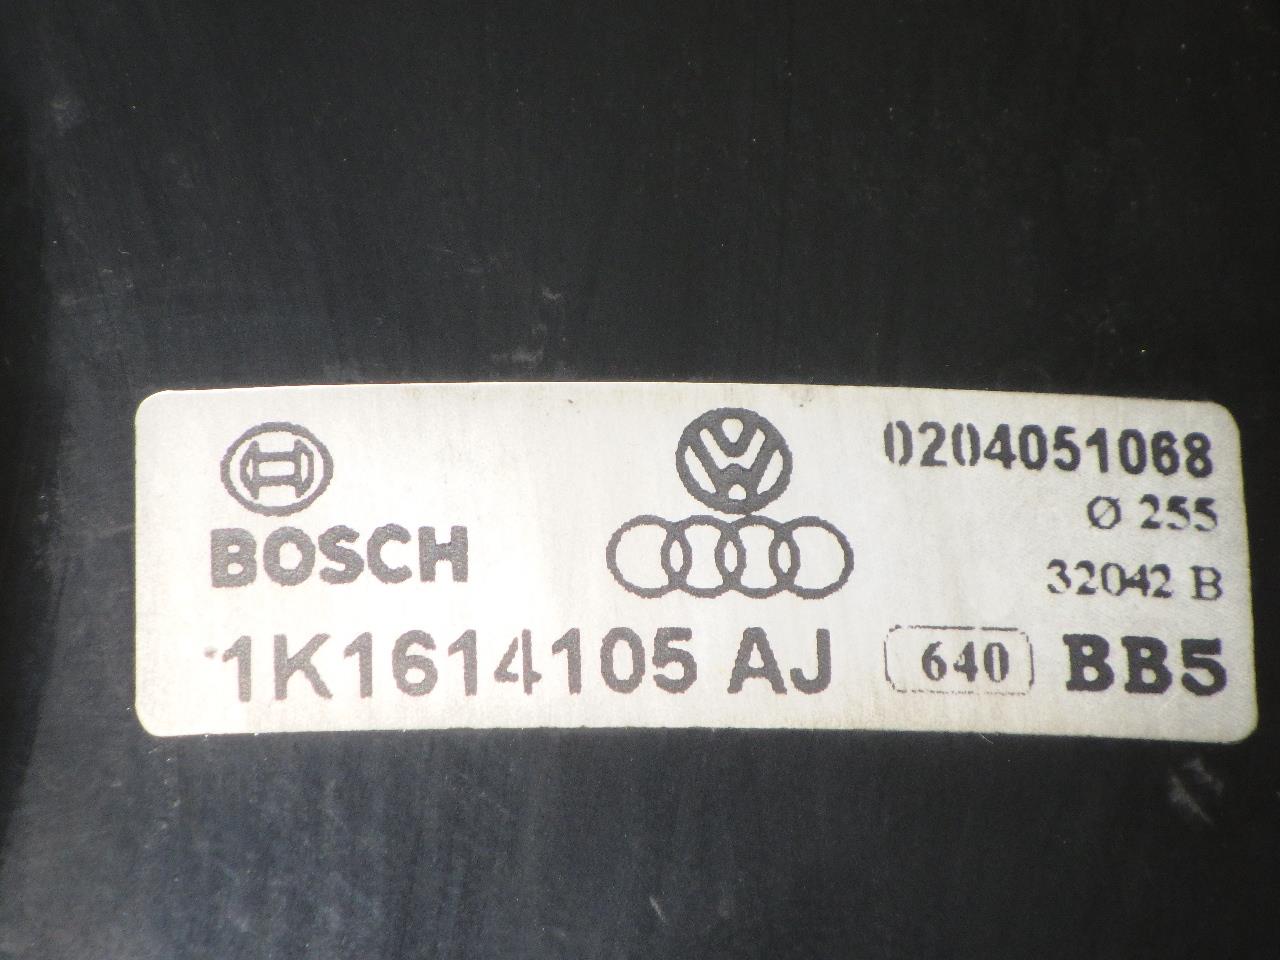 0204051068
Ø 255
BOSCH
32042 B
1K1614105 AJ 640 BB5